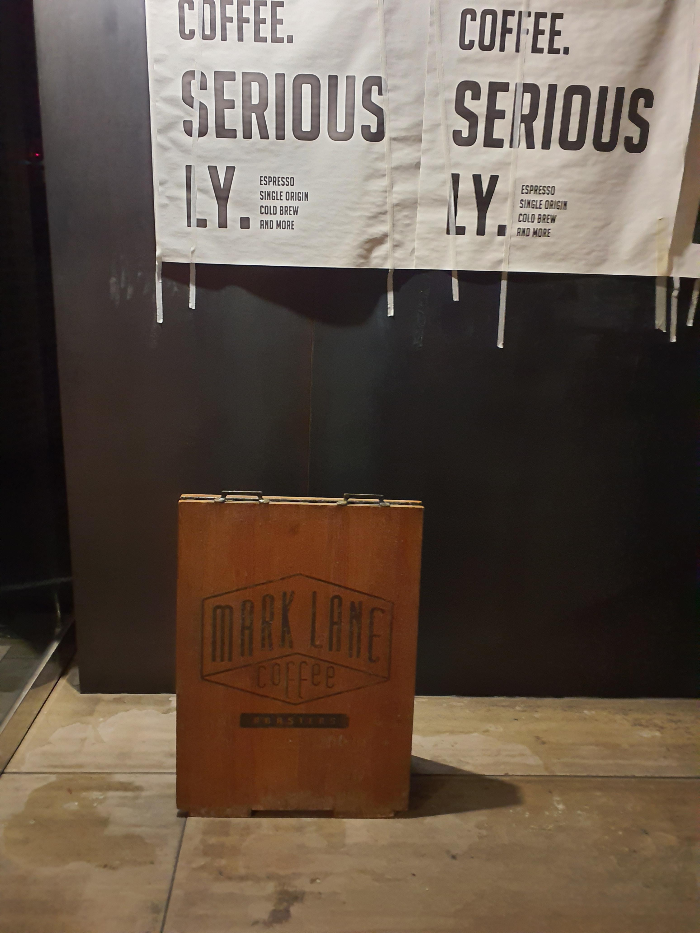 COFFEE.
SERIOUS
LY.
ESPRESSO
SINGLE ORIGIN
COLD BREW
AND MORE
COFFEE.
SERIOUS
LY.
ESPRESSO
SINGLE ORIGIN
COLD BREW
AND MORE
MARK LANE
coffee
ROASTERS